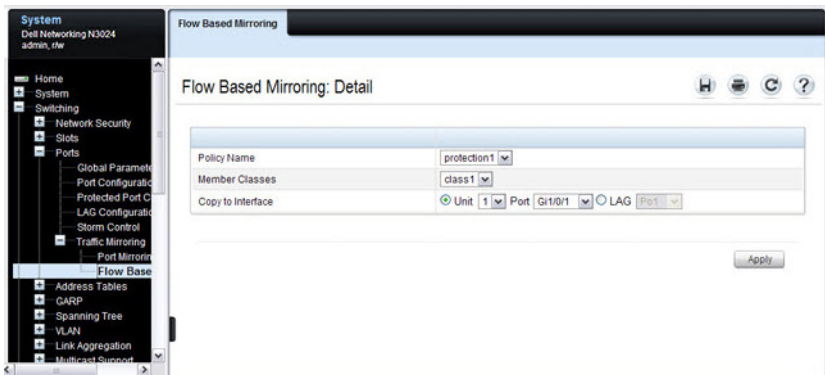 System
Dell Networking N3024
admin, r/w
Home
System
Switching
Network Security
Slots
Ports
Global Paramete
Port Configuratic
Protected Port C
LAG Configuratic
Storm Control
Traffic Mirroring
Port Mirrorin
Flow Base
Address Tables
GARP
Spanning Tree
VLAN
Link Aggregation
Multicast Support
Flow Based Mirroring
Flow Based Mirroring: Detail
?
Policy Name protection1
Member Classes class1
Copy to Interface Unit 1 Port Gi1/0/1 LAG Po1
Apply